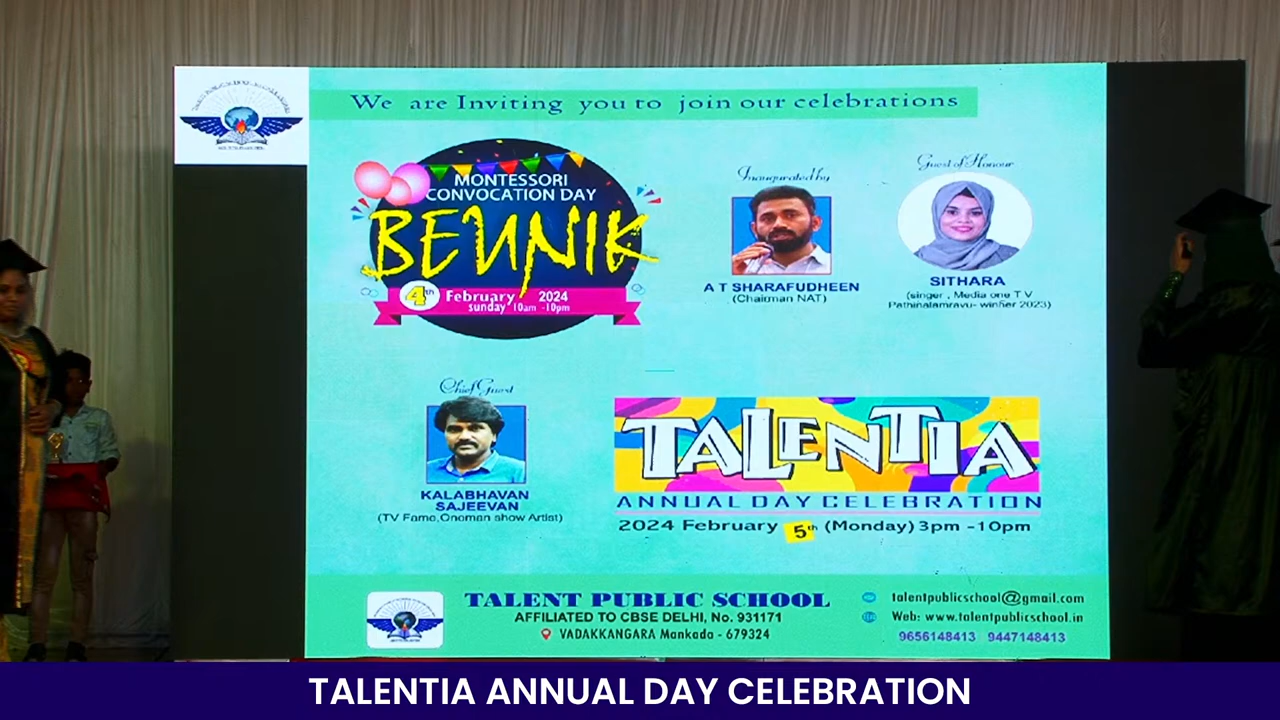 We are Inviting you to join our celebrations
MONTESSORI
CONVOCATION DAY
BEUNIK
4th February 2024
sunday 10am -10pm
Inaugurated by
A T SHARAFUDHEEN
(Chairman NAT)
Guest of Honour
SITHARA
(singer , Media one T V
Pathinalamravu- winner 2023)
Chief Guest
KALABHAVAN
SAJEEVAN
(TV Fame,Oneman show Artist)
TALENTIA
ANNUAL DAY CELEBRATION
2024 February 5th (Monday) 3pm -10pm
TALENT PUBLIC SCHOOL
AFFILIATED TO CBSE DELHI, No. 931171
VADAKKANGARA Mankada - 679324
talentpublicschool@gmail.com
Web: www.talentpublicschool.in
9656148413 9447148413
TALENTIA ANNUAL DAY CELEBRATION